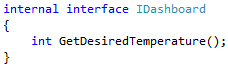 internal interface IDashboard
{
    int GetDesiredTemperature();
}